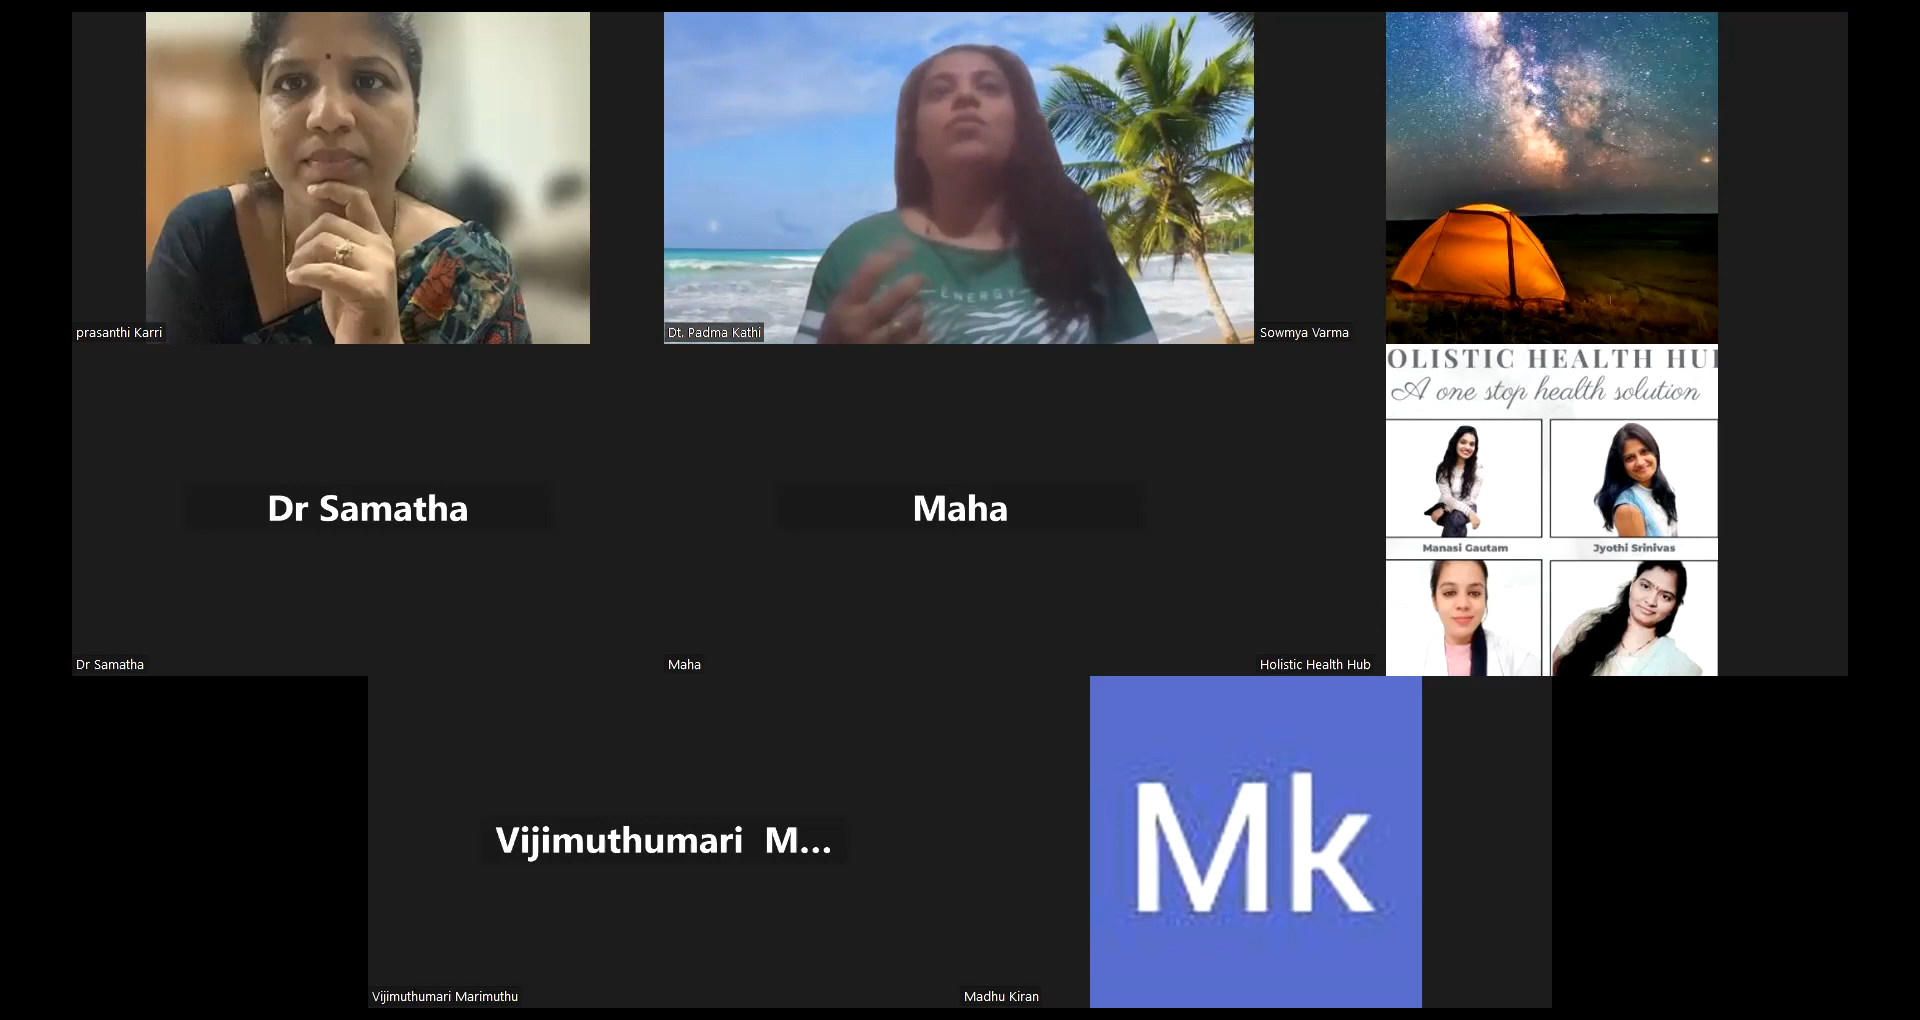 prasanthi Karri
ENERGY
Dt. Padma Kathi
Sowmya Varma
Dr Samatha
Dr Samatha
Maha
Maha
OLISTIC HEALTH HU
A one stop health solution
Manasi Gautam
Jyothi Srinivas
Holistic Health Hub
Vijimuthumari M...
Vijimuthumari Marimuthu
Mk
Madhu Kiran